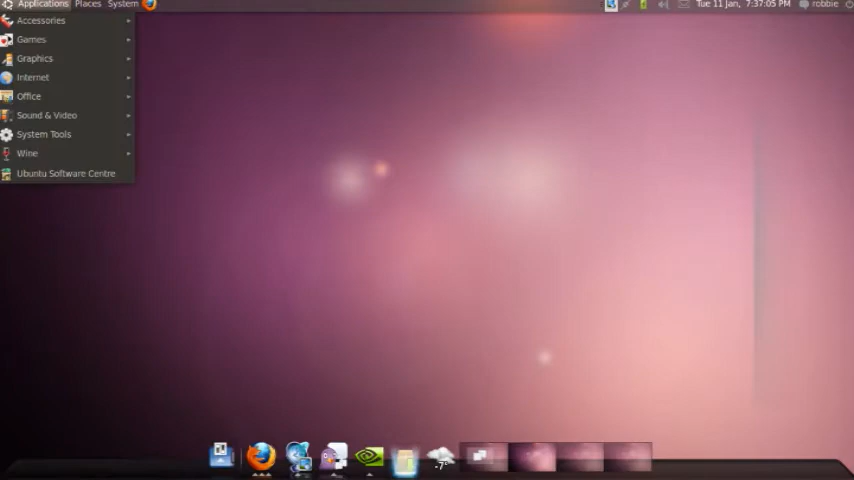 Applications Places System Tue 11 Jan, 7:37:05 PM robbie
Accessories
Games
Graphics
Internet
Office
Sound & Video
System Tools
Wine
Ubuntu Software Centre
-7°